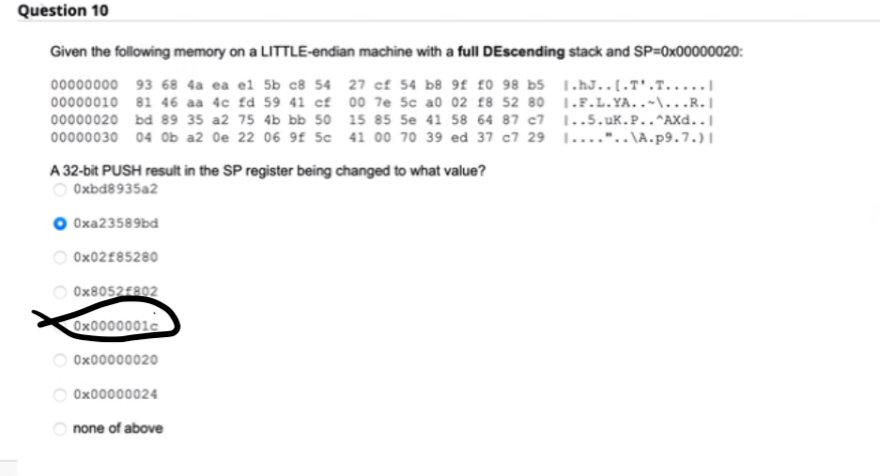 Question 10
Given the following memory on a LITTLE-endian machine with a full DEscending stack and SP=0x00000020:
00000000 93 68 4a ea e1 5b c8 54 27 cf 54 b8 9f f0 98 b5 |.hJ..[.T'.T.....|
00000010 81 46 aa 4c fd 59 41 cf 00 7e 5c a0 02 f8 52 80 |.F.L.YA..~\...R.|
00000020 bd 89 35 a2 75 4b bb 50 15 85 5e 41 58 64 87 c7 |..5.uK.P..^AXd..|
00000030 04 0b a2 0e 22 06 9f 5c 41 00 70 39 ed 37 c7 29 |...."..\A.p9.7.)|
A 32-bit PUSH result in the SP register being changed to what value?
0xbd8935a2
0xa23589bd
0x02f85280
0x8052f802
0x0000001c
0x00000020
0x00000024
none of above